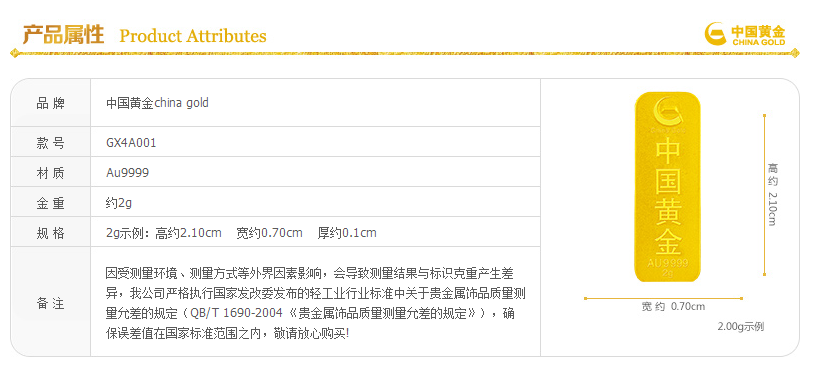 产品属性 Product Attributes
中国黄金
CHINA GOLD
品 牌 中国黄金china gold
款 号 GX4A001
材 质 Au9999
金 重 约2g
规 格 2g示例：高约2.10cm 宽约0.70cm 厚约0.1cm
备 注
因受测量环境、测量方式等外界因素影响，会导致测量结果与标识克重产生差
异，我公司严格执行国家发改委发布的轻工业行业标准中关于贵金属饰品质量测
量允差的规定（QB/T 1690-2004《贵金属饰品质量测量允差的规定》），确
保误差值在国家标准范围之内，敬请放心购买!
中国黄金
2g
高约 2.10cm
宽 约 0.70cm
2.00g示例